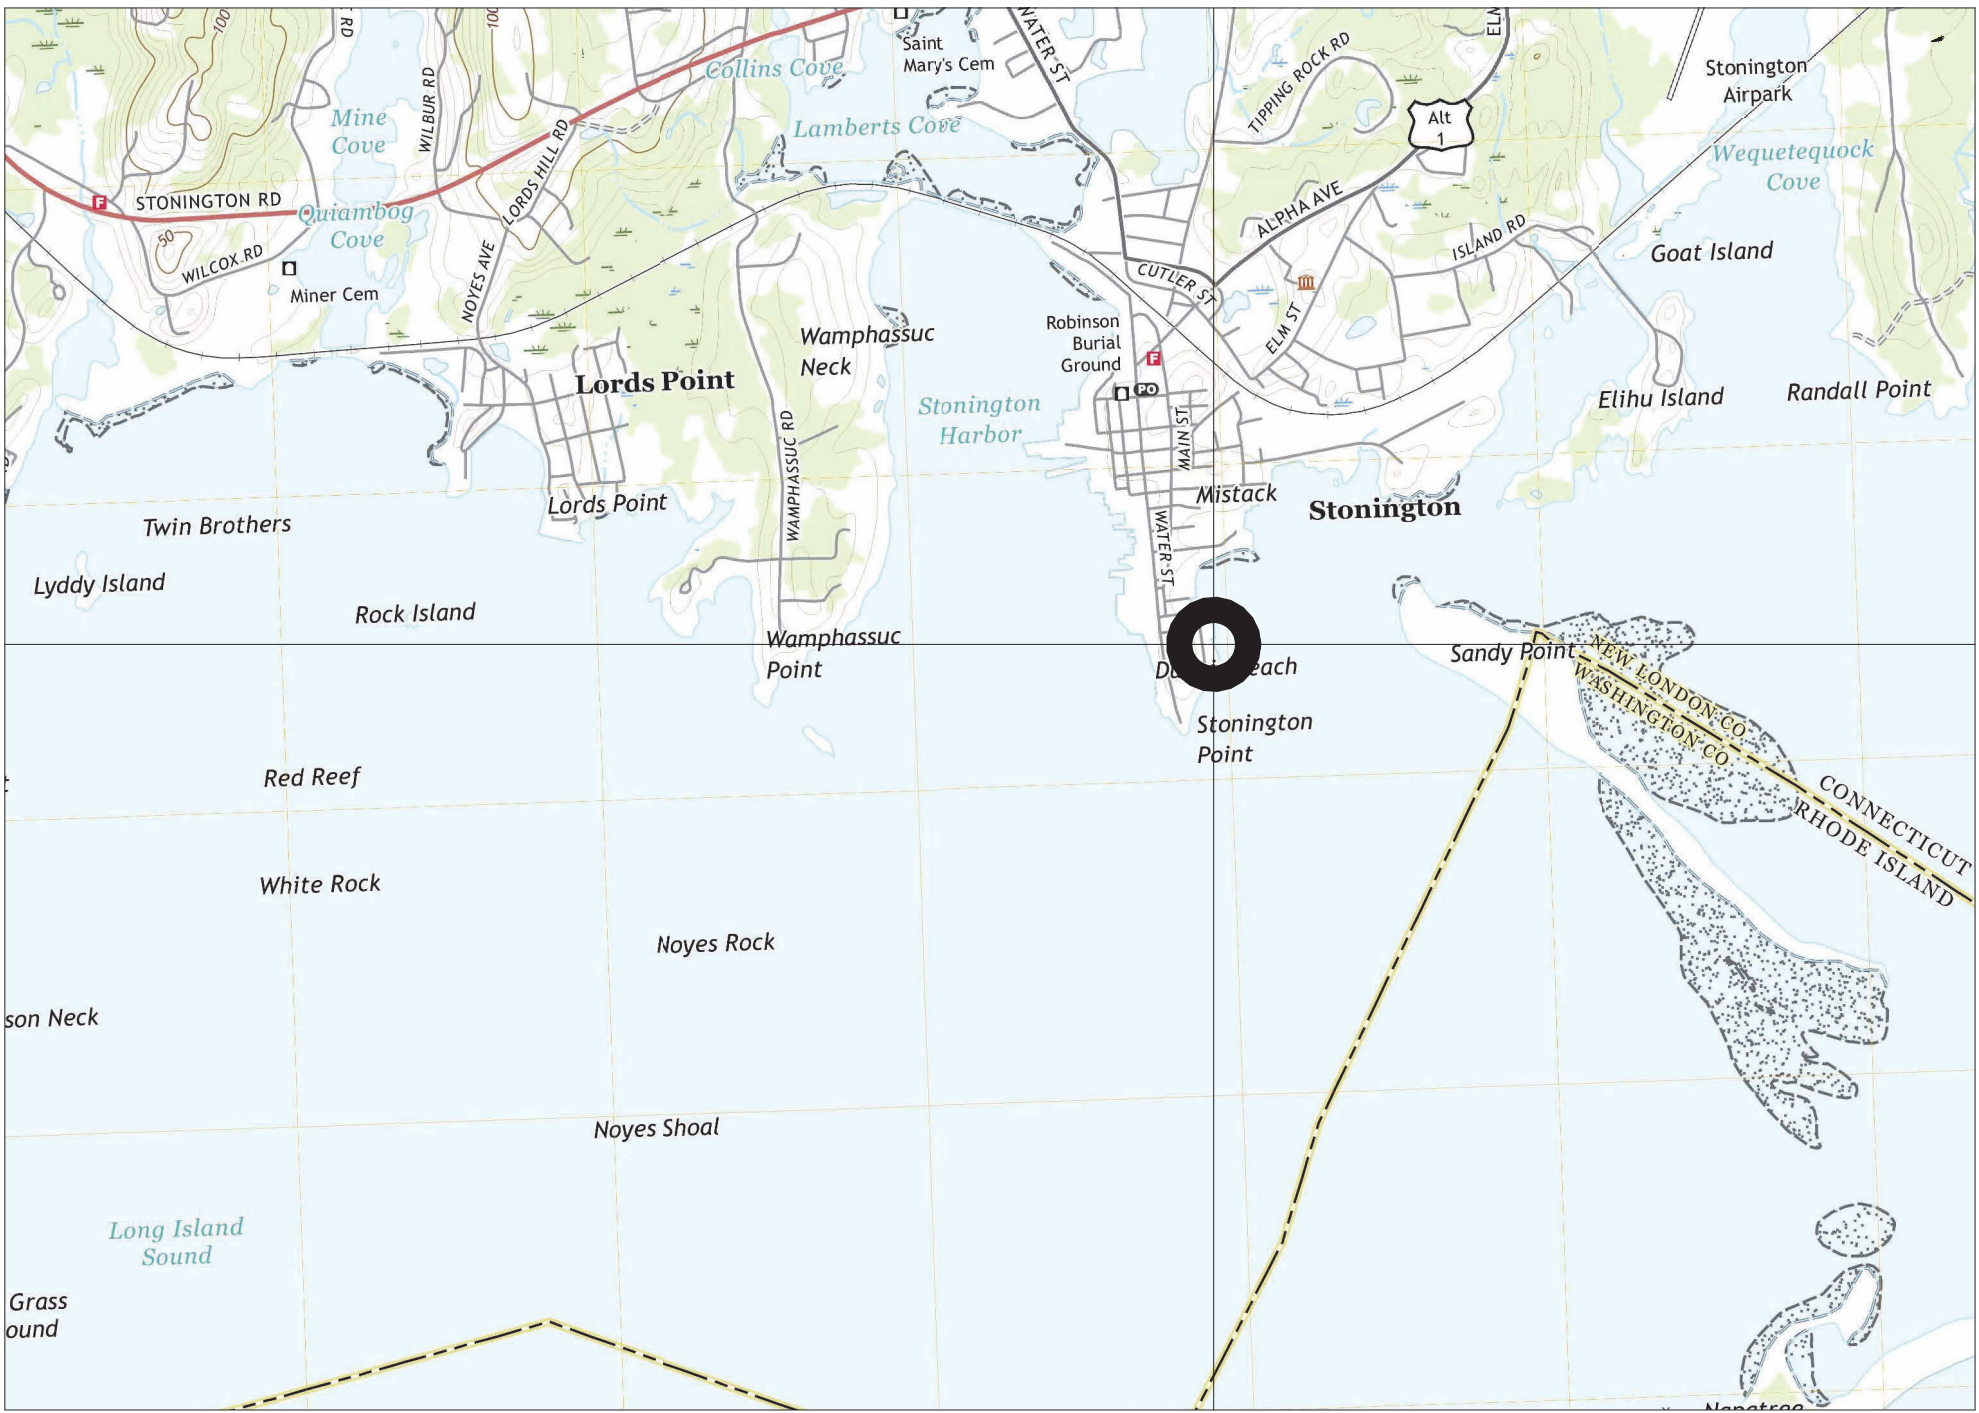 100
RD
100
WATER ST
ELM
Saint
Mary's Cem
Collins Cove
TIPPING ROCK RD
Stonington
Airpark
WILBUR RD
Mine
Cove
Lamberts Cove
Alt
1
Wequetequock
Cove
LORDS HILL RD
F
STONINGTON RD
Quiambog
Cove
ALPHA AVE
ISLAND RD
50
WILCOX RD
NOYES AVE
Goat Island
Miner Cem
CUTLER ST
ELM ST
Wamphassuc
Neck
Robinson
Burial
Ground
F
PO
Lords Point
Stonington
Harbor
MAIN ST
Elihu Island
Randall Point
WAMPHASSUC RD
Lords Point
Mistack
Stonington
Twin Brothers
WATER ST
Lyddy Island
Rock Island
Wamphassuc
Point
Sandy Point
NEW LONDON CO
WASHINGTON CO
Stonington
Point
Red Reef
CONNECTICUT
RHODE ISLAND
White Rock
Noyes Rock
son Neck
Noyes Shoal
Long Island
Sound
Grass
ound